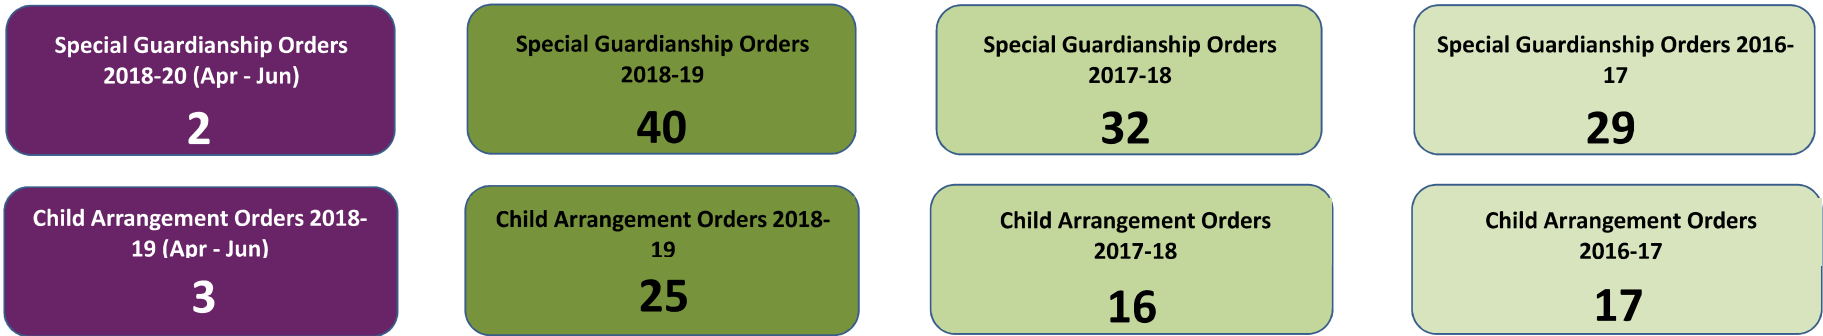 Special Guardianship Orders
2018-20 (Apr - Jun)
2
Special Guardianship Orders
2018-19
40
Special Guardianship Orders
2017-18
32
Special Guardianship Orders 2016-
17
29
Child Arrangement Orders 2018-
19 (Apr - Jun)
3
Child Arrangement Orders 2018-
19
25
Child Arrangement Orders
2017-18
16
Child Arrangement Orders
2016-17
17